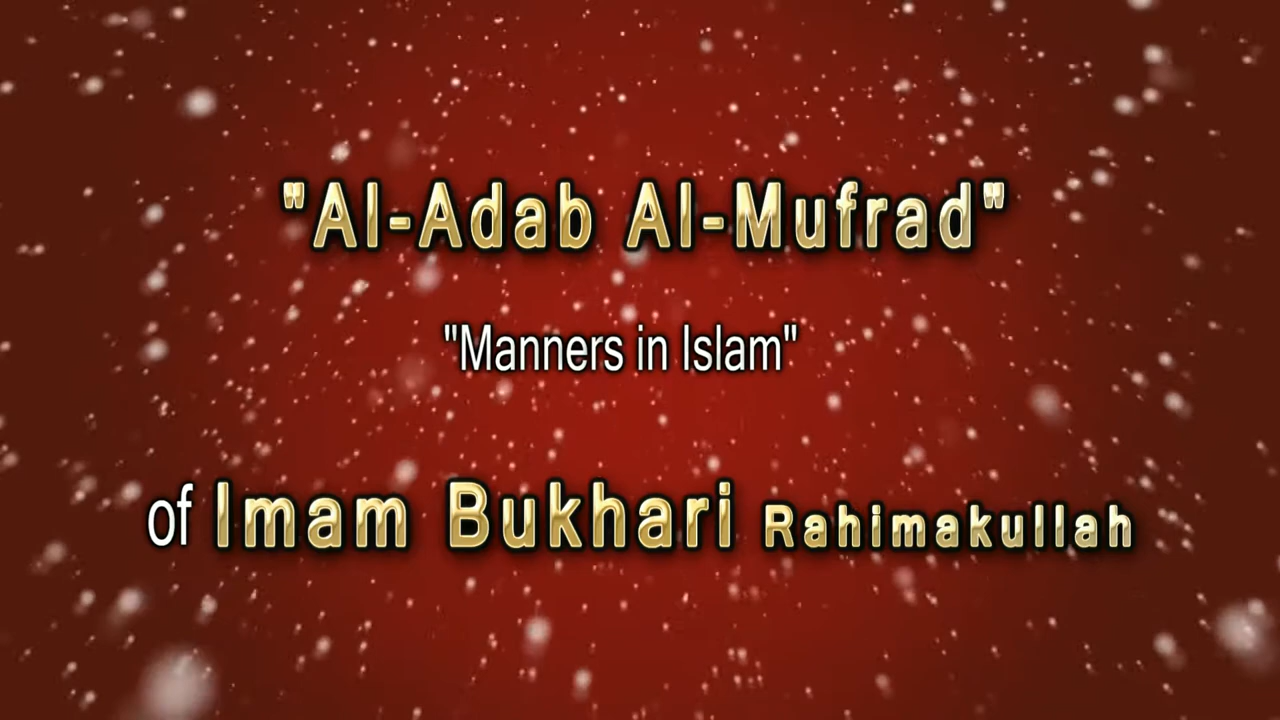 "Al-Adab Al-Mufrad"
"Manners in Islam"
of Imam Bukhari Rahimakullah